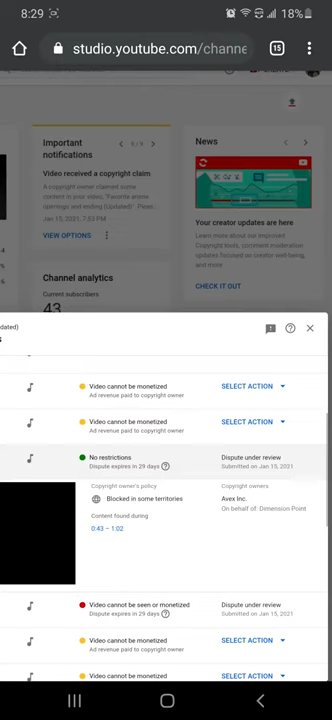 8:29
18%
studio.youtube.com/channe
15
Important
notifications
Video received a copyright claim
A copyright owner claimed
some content in your video, "Favorite anime
openings and ending (Updated)". Pleas...
Jan 15, 2021, 7:53 PM
VIEW OPTIONS
News
Your creator updates are here
Learn more about our improved
Copyright tools, comment moderation
updates focused on creator well-being,
and more
CHECK IT OUT
Channel analytics
Current subscribers
43
dated)
s
Video cannot be monetized
Ad revenue paid to copyright owner
SELECT ACTION
Video cannot be monetized
Ad revenue paid to copyright owner
SELECT ACTION
No restrictions
Dispute expires in 29 days
Dispute under review
Submitted on Jan 15, 2021
Copyright owner's policy
Blocked in some territories
Content found during
0:43 – 1:02
Copyright owners
Avex Inc.
On behalf of: Dimension Point
Video cannot be seen or monetized
Dispute expires in 29 days
Dispute under review
Submitted on Jan 15, 2021
Video cannot be monetized
Ad revenue paid to copyright owner
SELECT ACTION
Video cannot be monetized
SELECT ACTION